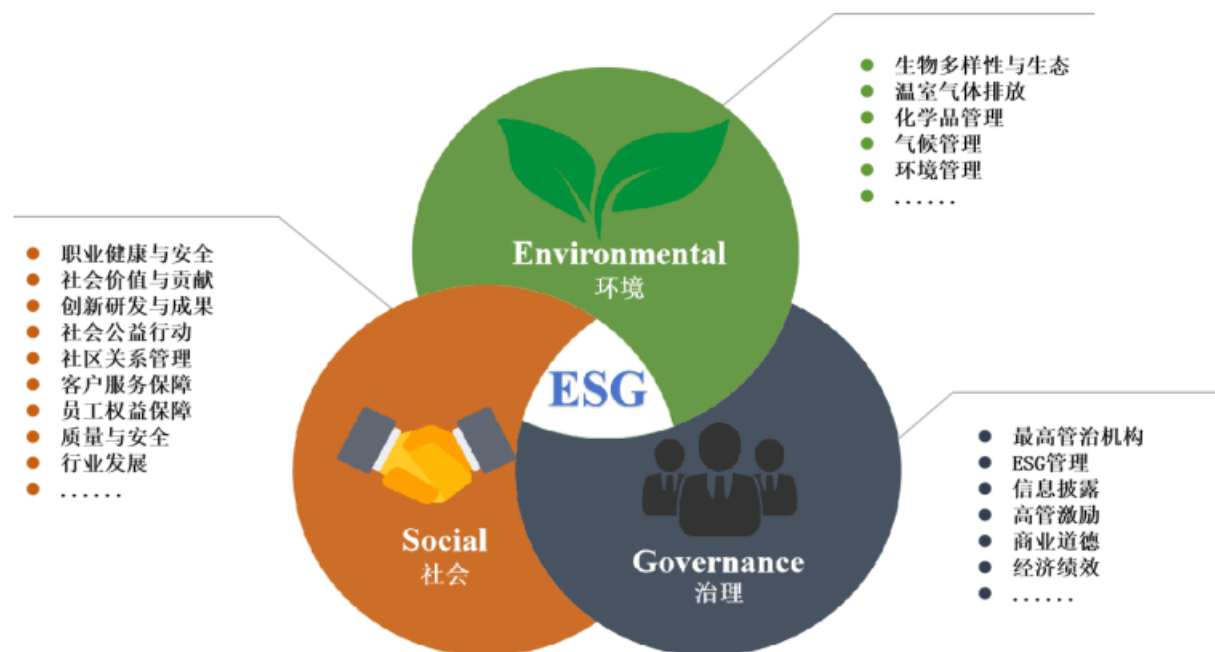 生物多样性与生态
温室气体排放
化学品管理
气候管理
环境管理
......
Environmental
环境
职业健康与安全
社会价值与贡献
创新研发与成果
社会公益行动
社区关系管理
客户服务保障
员工权益保障
质量与安全
行业发展
......
ESG
Social
社会
Governance
治理
最高管治机构
ESG管理
信息披露
高管激励
商业道德
经济绩效
......